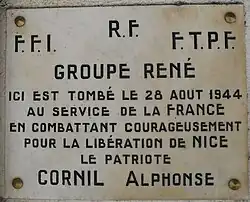 R.F
F.F.I F.T.P.F.
GROUPE RENÉ
ICI EST TOMBÉ LE 28 AOUT 1944
AU SERVICE DE LA FRANCE
EN COMBATTANT COURAGEUSEMENT
POUR LA LIBÉRATION DE NICE
LE PATRIOTE
CORNIL ALPHONSE